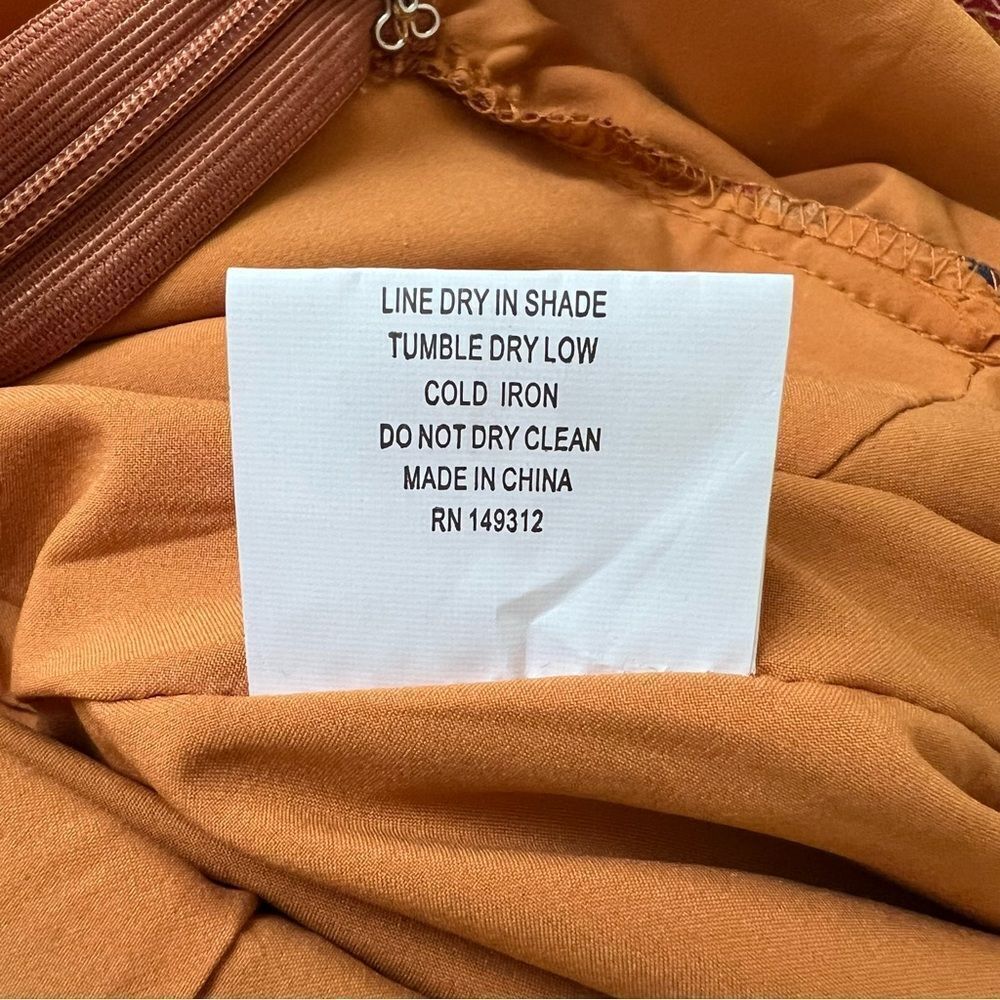 LINE DRY IN SHADE
TUMBLE DRY LOW
COLD IRON
DO NOT DRY CLEAN
MADE IN CHINA
RN 149312